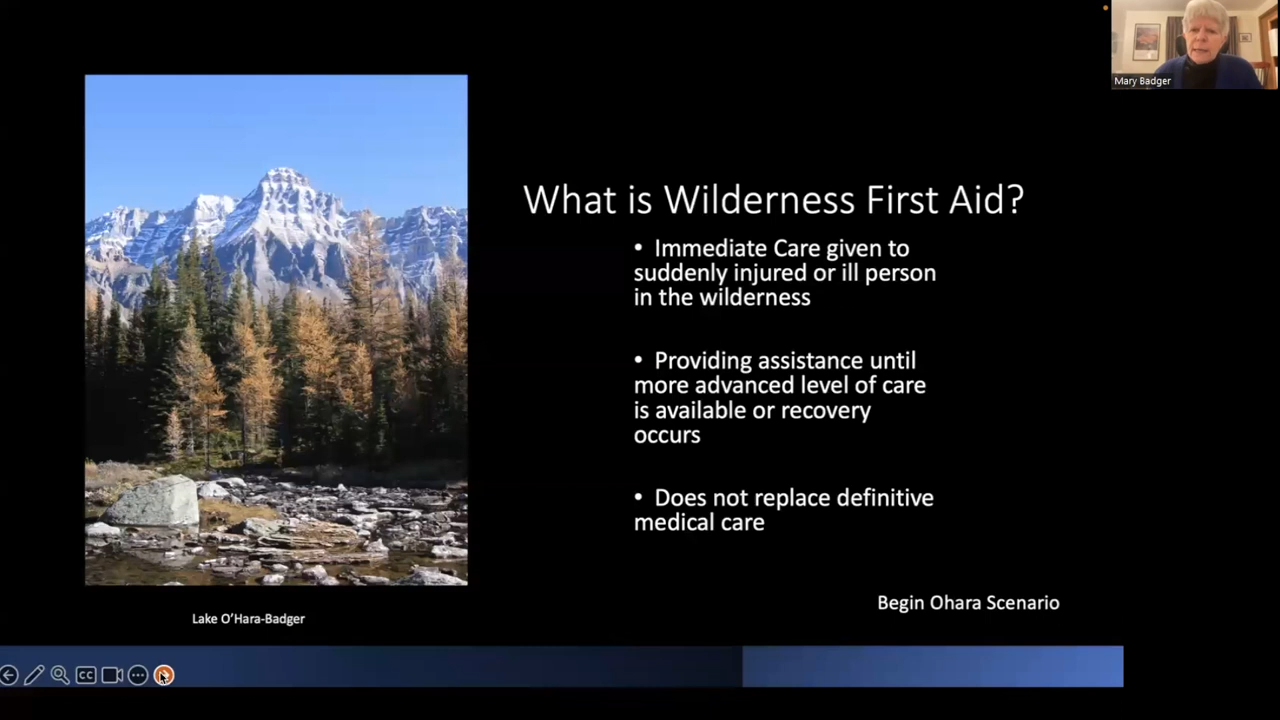 Mary Badger
What is Wilderness First Aid?
• Immediate Care given to
suddenly injured or ill person
in the wilderness
• Providing assistance until
more advanced level of care
is available or recovery
occurs
• Does not replace definitive
medical care
Begin Ohara Scenario
Lake O’Hara-Badger
CC